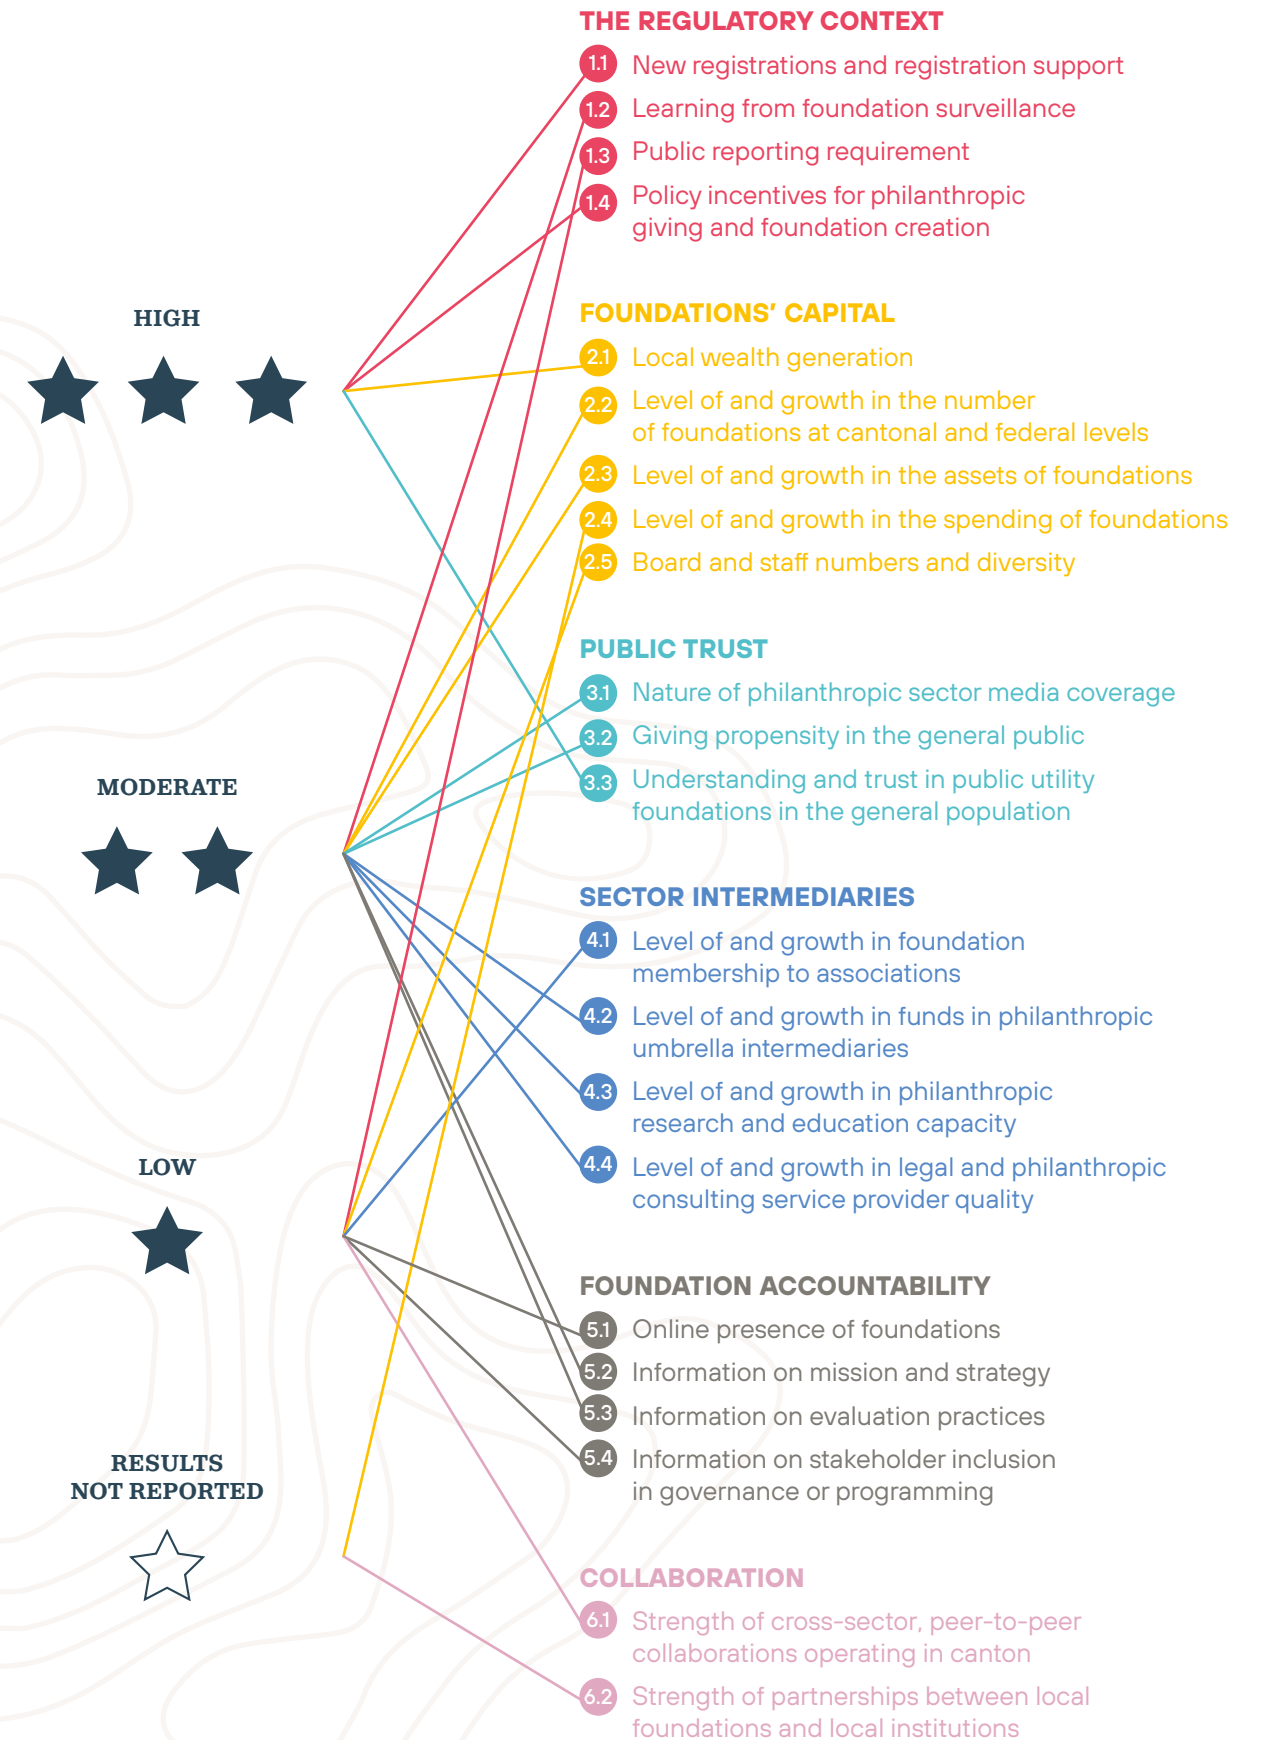 HIGH
MODERATE
LOW
RESULTS
NOT REPORTED
THE REGULATORY CONTEXT
1.1 New registrations and registration support
1.2 Learning from foundation surveillance
1.3 Public reporting requirement
1.4 Policy incentives for philanthropic
giving and foundation creation
FOUNDATIONS’ CAPITAL
2.1 Local wealth generation
2.2 Level of and growth in the number
of foundations at cantonal and federal levels
2.3 Level of and growth in the assets of foundations
2.4 Level of and growth in the spending of foundations
2.5 Board and staff numbers and diversity
PUBLIC TRUST
3.1 Nature of philanthropic sector media coverage
3.2 Giving propensity in the general public
3.3 Understanding and trust in public utility
foundations in the general population
SECTOR INTERMEDIARIES
4.1 Level of and growth in foundation
membership to associations
4.2 Level of and growth in funds in philanthropic
umbrella intermediaries
4.3 Level of and growth in philanthropic
research and education capacity
4.4 Level of and growth in legal and philanthropic
consulting service provider quality
FOUNDATION ACCOUNTABILITY
5.1 Online presence of foundations
5.2 Information on mission and strategy
5.3 Information on evaluation practices
5.4 Information on stakeholder inclusion
in governance or programming
COLLABORATION
6.1 Strength of cross-sector, peer-to-peer
collaborations operating in canton
6.2 Strength of partnerships between local
foundations and local institutions